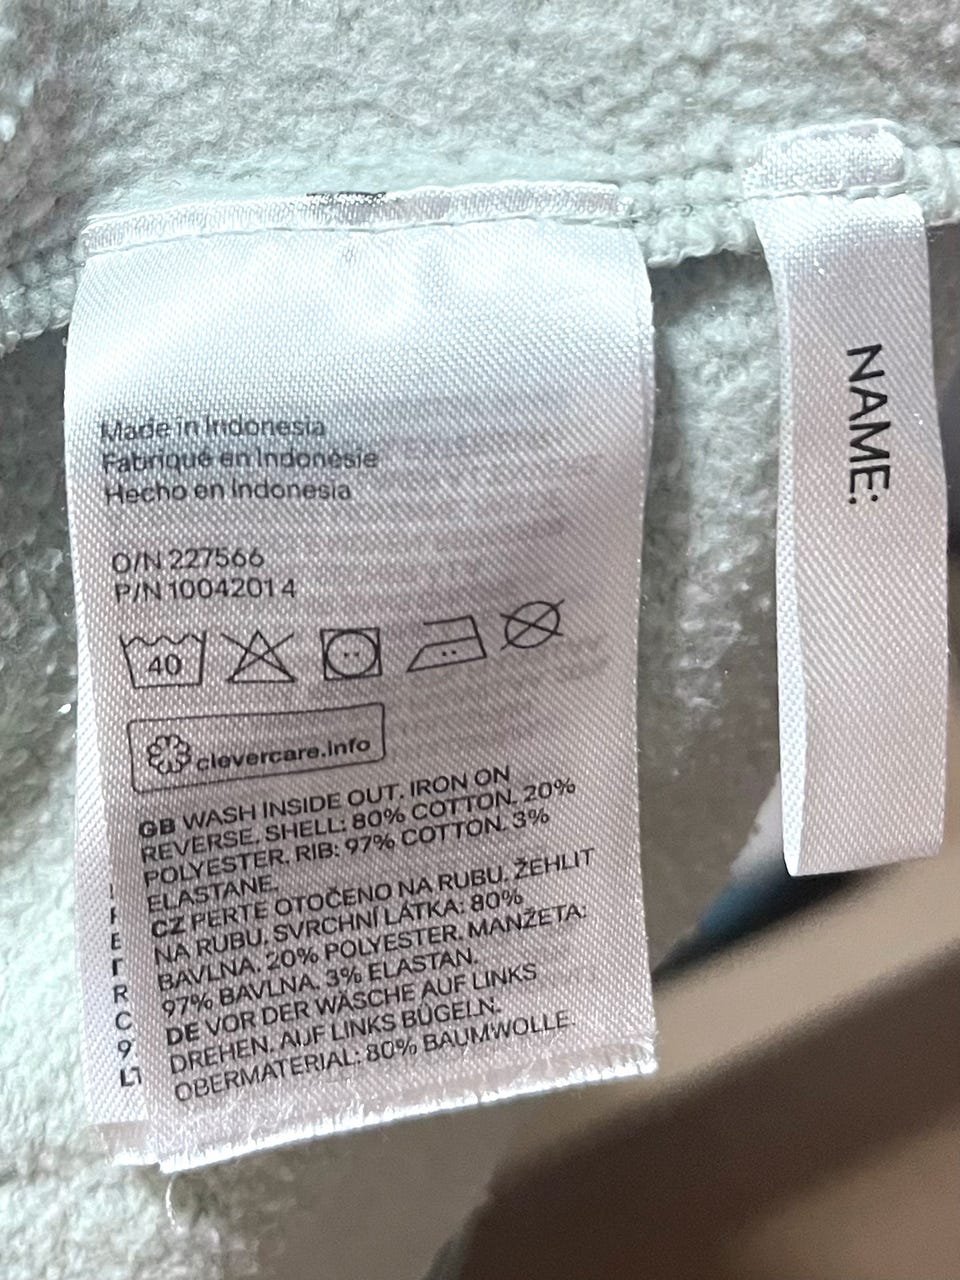 Made in Indonesia
Fabriqué en Indonésie
Hecho en Indonesia
O/N 227566
P/N 10042014
40
clevercare.info
GB WASH INSIDE OUT. IRON ON
REVERSE. SHELL: 80% COTTON. 20%
POLYESTER. RIB: 97% COTTON. 3%
ELASTANE.
CZ PERTE OTOČENO NA RUBU. ŽEHLIT
NA RUBU. SVRCHNÍ LÁTKA: 80%
BAVLNA. 20% POLYESTER. MANŽETA:
97% BAVLNA. 3% ELASTAN.
DE VOR DER WÄSCHE AUF LINKS
DREHEN. AUF LINKS BÜGELN.
OBERMATERIAL: 80% BAUMWOLLE.
NAME: